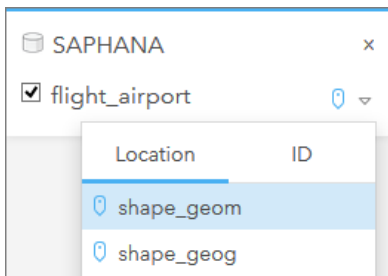 SAPHANA ×
flight_airport
Location ID
shape_geom
shape_geog